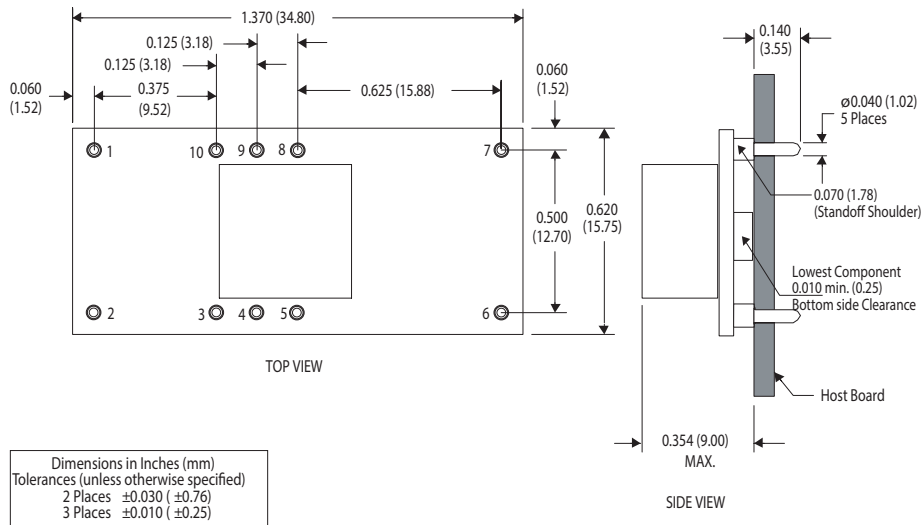 1.370 (34.80)
0.125 (3.18)
0.125 (3.18)
0.060
(1.52)
0.375
(9.52)
0.625 (15.88)
0.060
(1.52)
0.140
(3.55)
ø0.040 (1.02)
5 Places
1
10
9
8
7
0.500
(12.70)
0.620
(15.75)
0.070 (1.78)
(Standoff Shoulder)
Lowest Component
0.010 min. (0.25)
Bottom side Clearance
2
3
4
5
6
TOP VIEW
Host Board
0.354 (9.00)
MAX.
SIDE VIEW
Dimensions in Inches (mm)
Tolerances (unless otherwise specified)
2 Places ±0.030 ( ±0.76)
3 Places ±0.010 ( ±0.25)